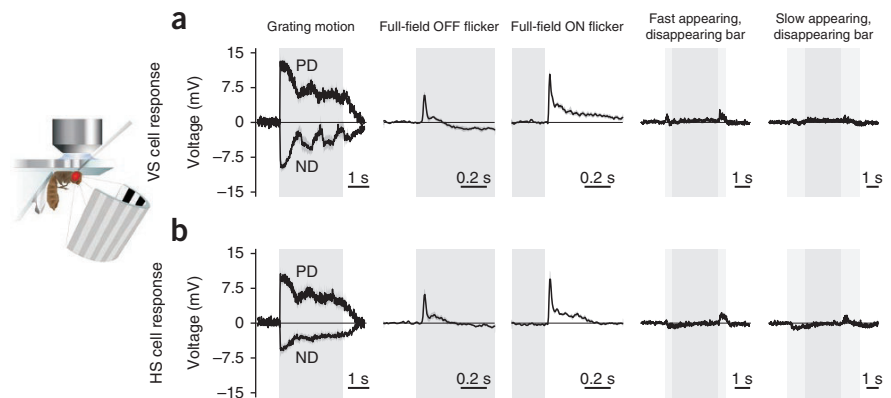 a
Grating motion
Full-field OFF flicker
Full-field ON flicker
Fast appearing,
disappearing bar
Slow appearing,
disappearing bar
VS cell response
Voltage (mV)
15
7.5
0
–7.5
–15
PD
ND
1 s
0.2 s
0.2 s
1 s
1 s
b
HS cell response
Voltage (mV)
15
7.5
0
–7.5
–15
PD
ND
1 s
0.2 s
0.2 s
1 s
1 s